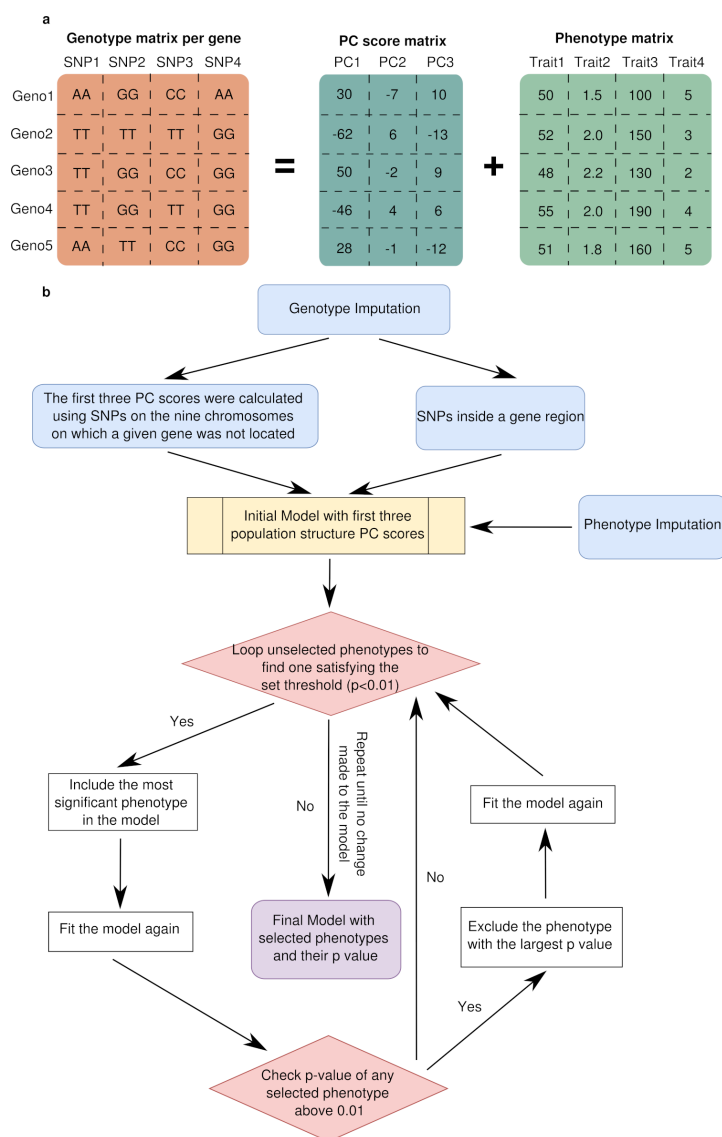 a
Genotype matrix per gene
PC score matrix
Phenotype matrix
SNP1 SNP2 SNP3 SNP4
PC1 PC2 PC3
Trait1 Trait2 Trait3 Trait4
Geno1 AA GG CC AA
30 -7 10
50 1.5 100 5
Geno2 TT TT TT GG
-62 6 -13
52 2.0 150 3
Geno3 TT GG CC GG
= 50 -2 9
+ 48 2.2 130 2
Geno4 TT GG TT GG
-46 4 6
55 2.0 190 4
Geno5 AA TT CC GG
28 -1 -12
51 1.8 160 5
b
Genotype Imputation
The first three PC scores were calculated
using SNPs on the nine chromosomes
on which a given gene was not located
SNPs inside a gene region
Initial Model with first three
population structure PC scores
Phenotype Imputation
Loop unselected phenotypes to
find one satisfying the
set threshold (p<0.01)
Yes
No
Repeat until no change
made to the model
Include the most
significant phenotype
in the model
Fit the model again
Final Model with
selected phenotypes
and their p value
Fit the model again
No
Exclude the phenotype
with the largest p value
Yes
Check p-value of any
selected phenotype
above 0.01